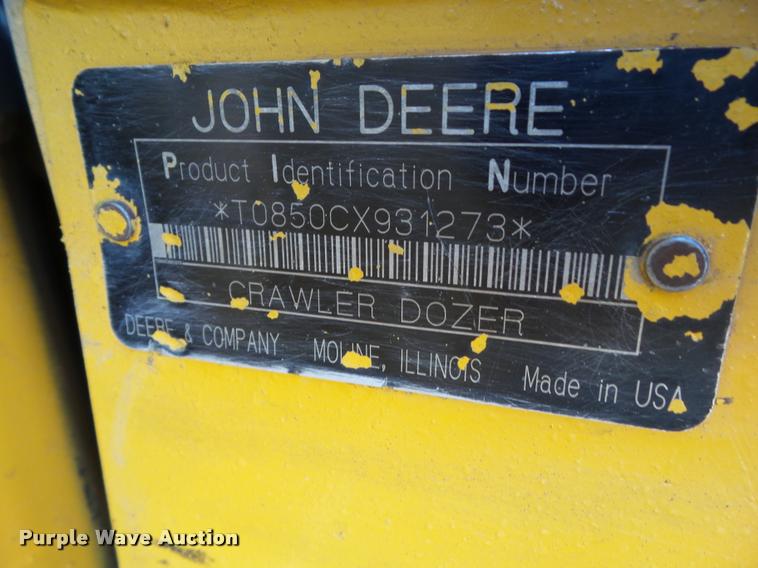 JOHN DEERE
Product Identification Number
*T0850CX931273*
CRAWLER DOZER
DEERE & COMPANY MOLINE, ILLINOIS Made in USA
Purple Wave Auction